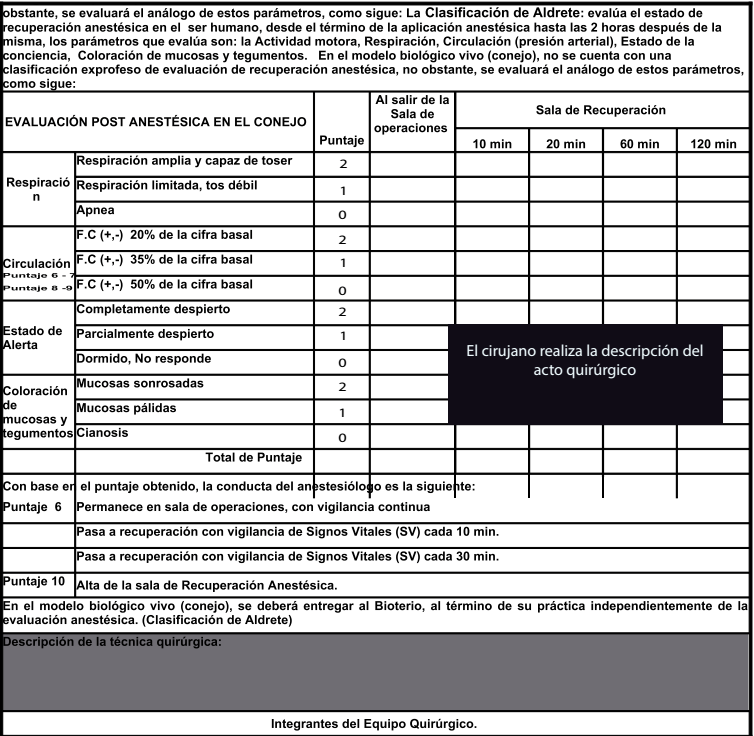 obstante, se evaluará el análogo de estos parámetros, como sigue: La Clasificación de Aldrete: evalúa el estado de
recuperación anestésica en el ser humano, desde el término de la aplicación anestésica hasta las 2 horas después de la
misma, los parámetros que evalúa son: la Actividad motora, Respiración, Circulación (presión arterial), Estado de la
conciencia, Coloración de mucosas y tegumentos. En el modelo biológico vivo (conejo), no se cuenta con una
clasificación exprofeso de evaluación de recuperación anestésica, no obstante, se evaluará el análogo de estos parámetros,
como sigue:
EVALUACIÓN POST ANESTÉSICA EN EL CONEJO
Puntaje
Al salir de la
Sala de
operaciones
Sala de Recuperación
10 min
20 min
60 min
120 min
Respiració
n
Respiración amplia y capaz de toser
2
Respiración limitada, tos débil
1
Apnea
0
Circulación
Puntaje 6 - 7
Puntaje 8 -9
F.C (+,-) 20% de la cifra basal
2
F.C (+,-) 35% de la cifra basal
1
F.C (+,-) 50% de la cifra basal
0
Estado de
Alerta
Completamente despierto
2
Parcialmente despierto
1
Dormido, No responde
0
El cirujano realiza la descripción del
acto quirúrgico
Coloración
de
mucosas y
tegumentos
Mucosas sonrosadas
2
Mucosas pálidas
1
Cianosis
0
Total de Puntaje
Con base en el puntaje obtenido, la conducta del anestesiólogo es la siguiente:
Puntaje 6
Permanece en sala de operaciones, con vigilancia continua
Pasa a recuperación con vigilancia de Signos Vitales (SV) cada 10 min.
Pasa a recuperación con vigilancia de Signos Vitales (SV) cada 30 min.
Puntaje 10
Alta de la sala de Recuperación Anestésica.
En el modelo biológico vivo (conejo), se deberá entregar al Bioterio, al término de su práctica independientemente de la
evaluación anestésica. (Clasificación de Aldrete)
Descripción de la técnica quirúrgica:
Integrantes del Equipo Quirúrgico.